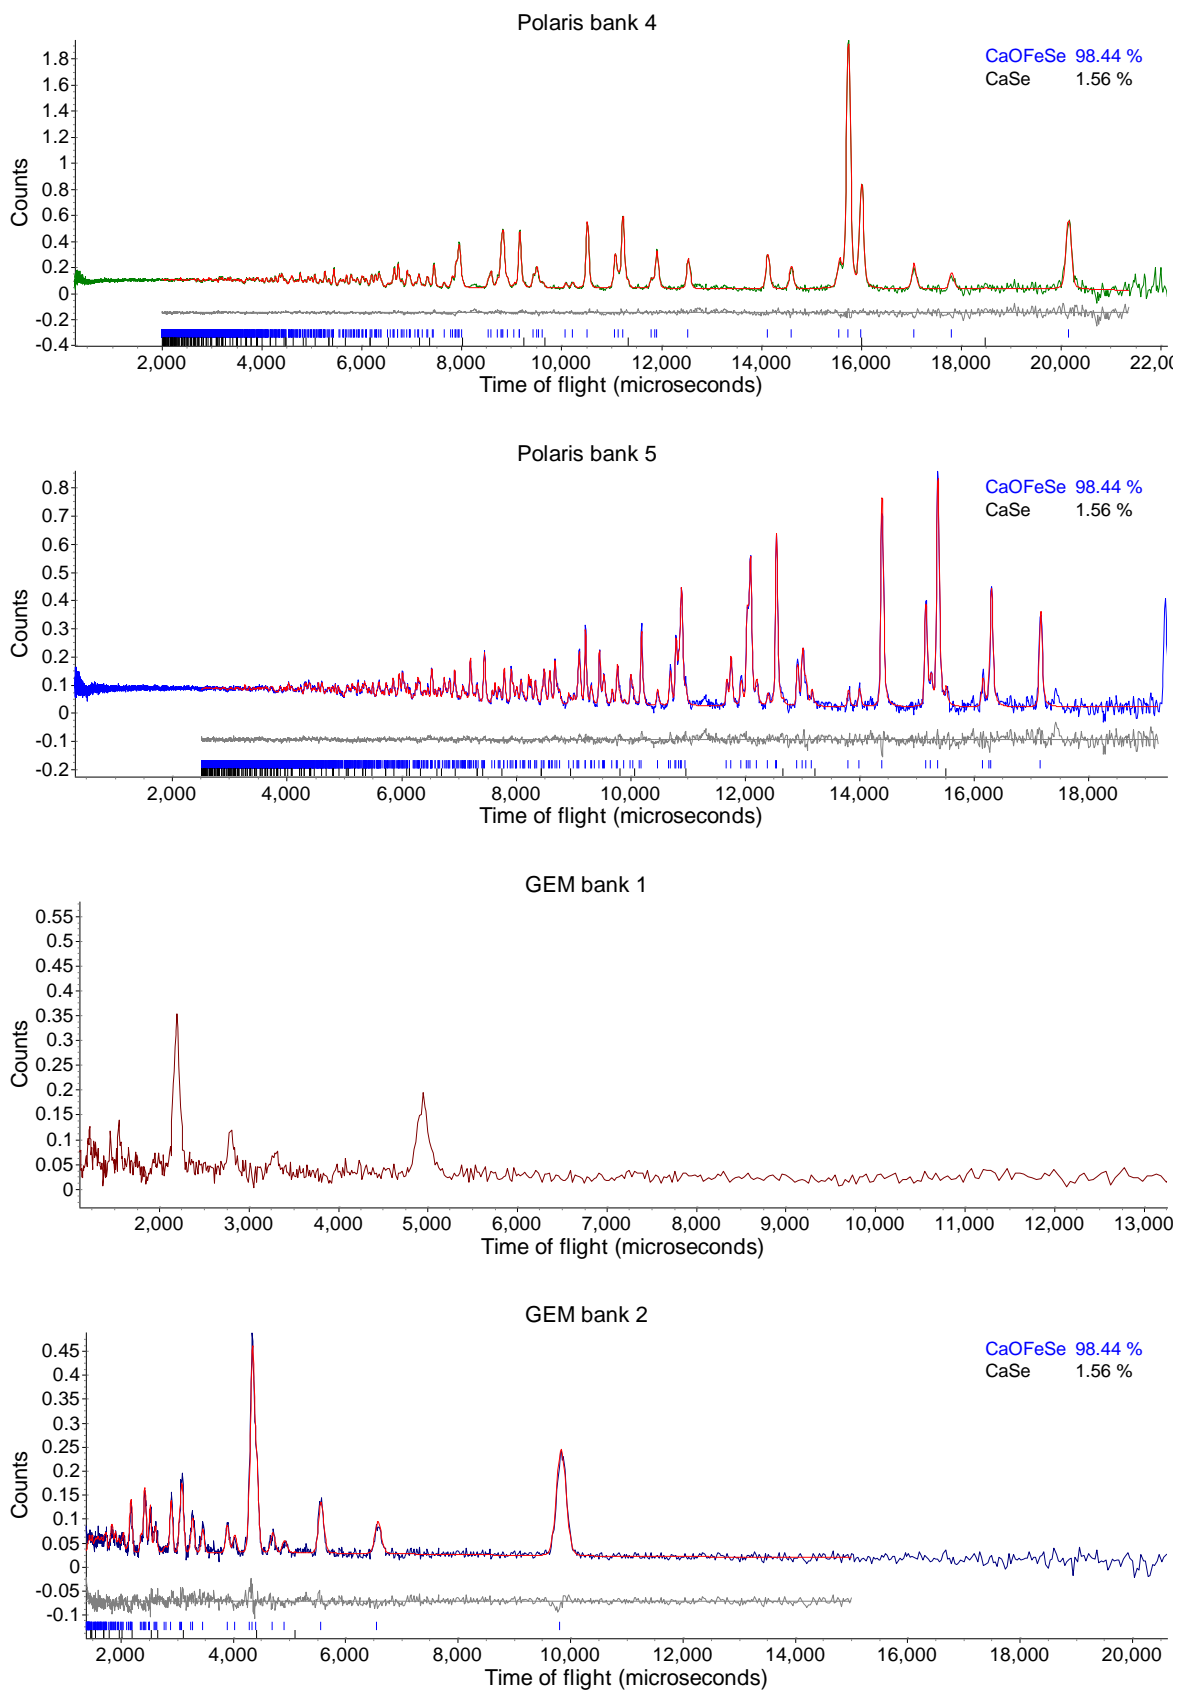 Polaris bank 4
CaOFeSe 98.44 %
CaSe 1.56 %
Counts
1.8
1.6
1.4
1.2
1
0.8
0.6
0.4
0.2
0
-0.2
-0.4
2,000 4,000 6,000 8,000 10,000 12,000 14,000 16,000 18,000 20,000 22,0
Time of flight (microseconds)
Polaris bank 5
CaOFeSe 98.44 %
CaSe 1.56 %
Counts
0.8
0.7
0.6
0.5
0.4
0.3
0.2
0.1
0
-0.1
-0.2
2,000 4,000 6,000 8,000 10,000 12,000 14,000 16,000 18,000
Time of flight (microseconds)
GEM bank 1
Counts
0.55
0.5
0.45
0.4
0.35
0.3
0.25
0.2
0.15
0.1
0.05
0
2,000 3,000 4,000 5,000 6,000 7,000 8,000 9,000 10,000 11,000 12,000 13,000
Time of flight (microseconds)
GEM bank 2
CaOFeSe 98.44 %
CaSe 1.56 %
Counts
0.45
0.4
0.35
0.3
0.25
0.2
0.15
0.1
0.05
0
-0.05
-0.1
2,000 4,000 6,000 8,000 10,000 12,000 14,000 16,000 18,000 20,000
Time of flight (microseconds)